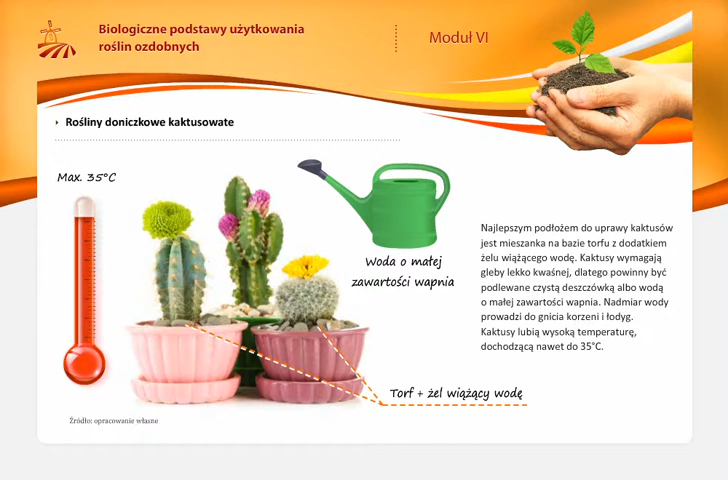 Biologiczne podstawy użytkowania
roślin ozdobnych
Moduł VI
Rośliny doniczkowe kaktusowate
Max. 35°C
Woda o małej
zawartości wapnia
Najlepszym podłożem do uprawy kaktusów
jest mieszanka na bazie torfu z dodatkiem
żelu wiążącego wodę. Kaktusy wymagają
gleby lekko kwaśnej, dlatego powinny być
podlewane czystą deszczówką albo wodą
o małej zawartości wapnia. Nadmiar wody
prowadzi do gnicia korzeni i łodyg.
Kaktusy lubią wysoką temperaturę,
dochodzącą nawet do 35°C.
Torf + żel wiążący wodę
Źródło: opracowanie własne